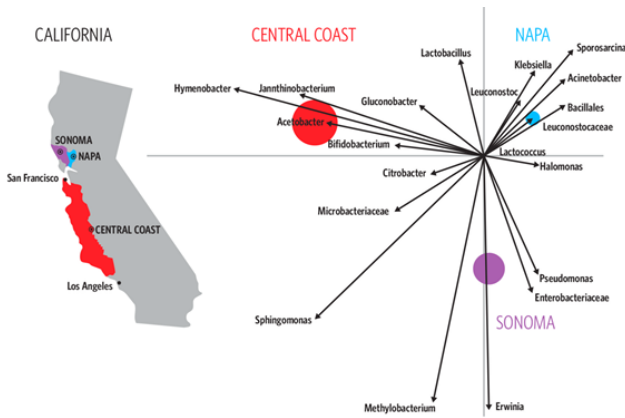 CALIFORNIA
SONOMA
NAPA
San Francisco
CENTRAL COAST
Los Angeles
CENTRAL COAST
NAPA
Lactobacillus
Sporosarcina
Klebsiella
Hymenobacter
Jannthinobacterium
Acinetobacter
Leuconostoc
Gluconobacter
Bacillales
Acetobacter
Leuconostocaceae
Bifidobacterium
Lactococcus
Halomonas
Citrobacter
Microbacteriaceae
Pseudomonas
Enterobacteriaceae
Sphingomonas
SONOMA
Methylobacterium
Erwinia